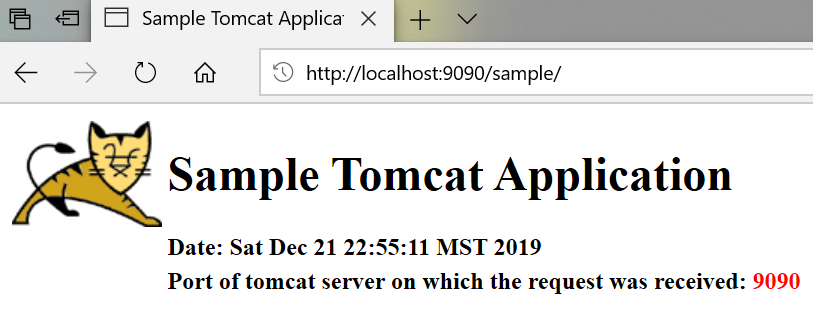 Sample Tomcat Applicat
http://localhost:9090/sample/
Sample Tomcat Application
Date: Sat Dec 21 22:55:11 MST 2019
Port of tomcat server on which the request was received: 9090